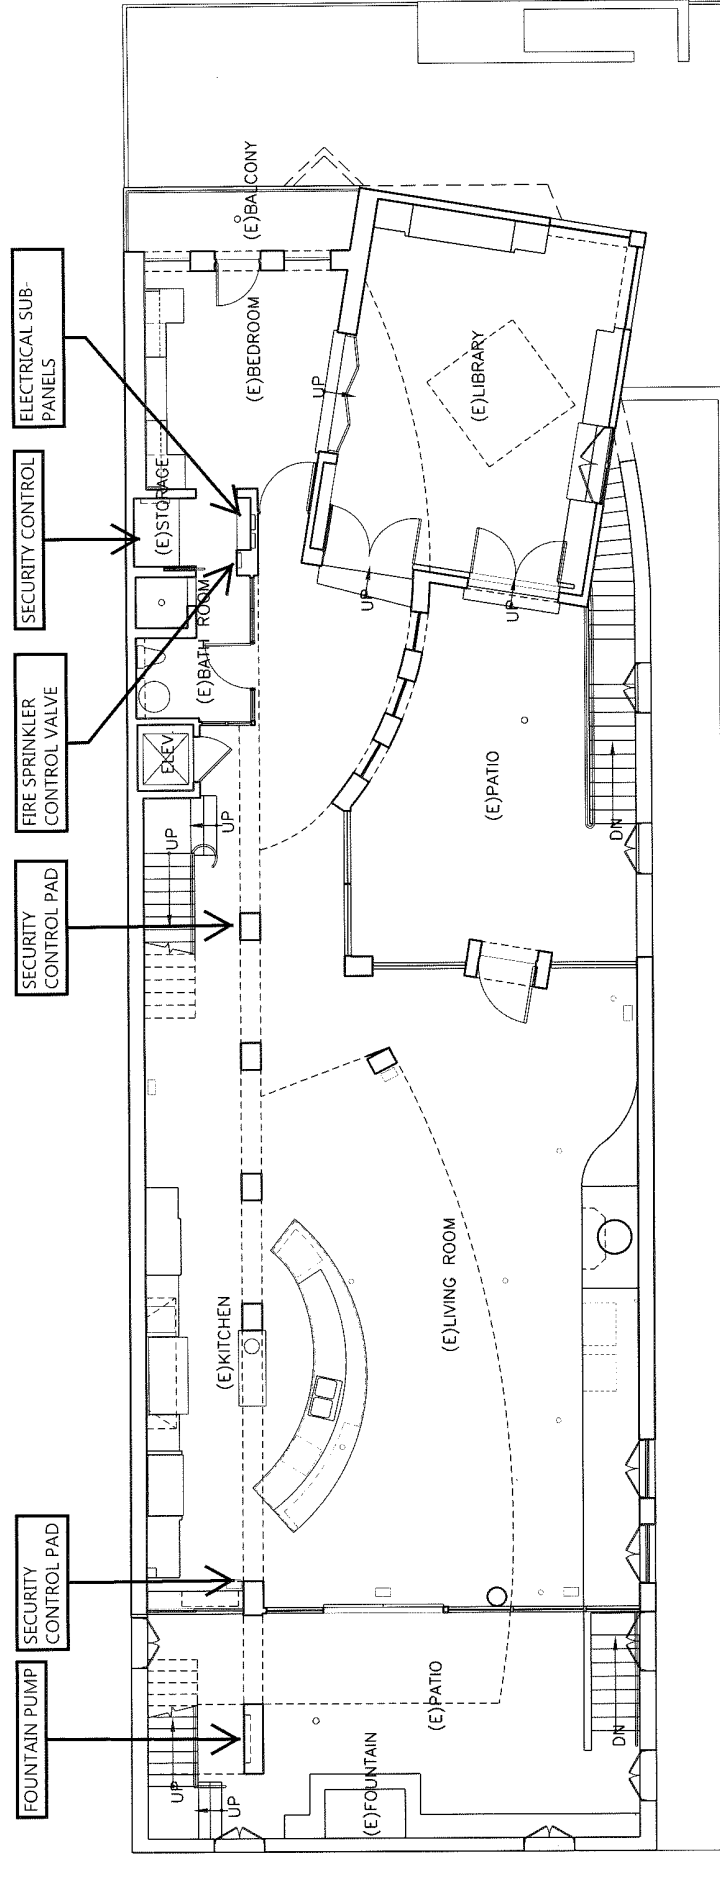 FOUNTAIN PUMP
SECURITY
CONTROL PAD
SECURITY
CONTROL PAD
FIRE SPRINKLER
CONTROL VALVE
SECURITY CONTROL
ELECTRICAL SUB-
PANELS
UP
UP
(E)FOUNTAIN
(E)PATIO
DN
(E)KITCHEN
(E)LIVING ROOM
UP
UP
ELEV
(E)BATH ROOM
(E)STORAGE
(E)BEDROOM
(E)BALCONY
UP
(E)LIBRARY
UP
UP
(E)PATIO
DN